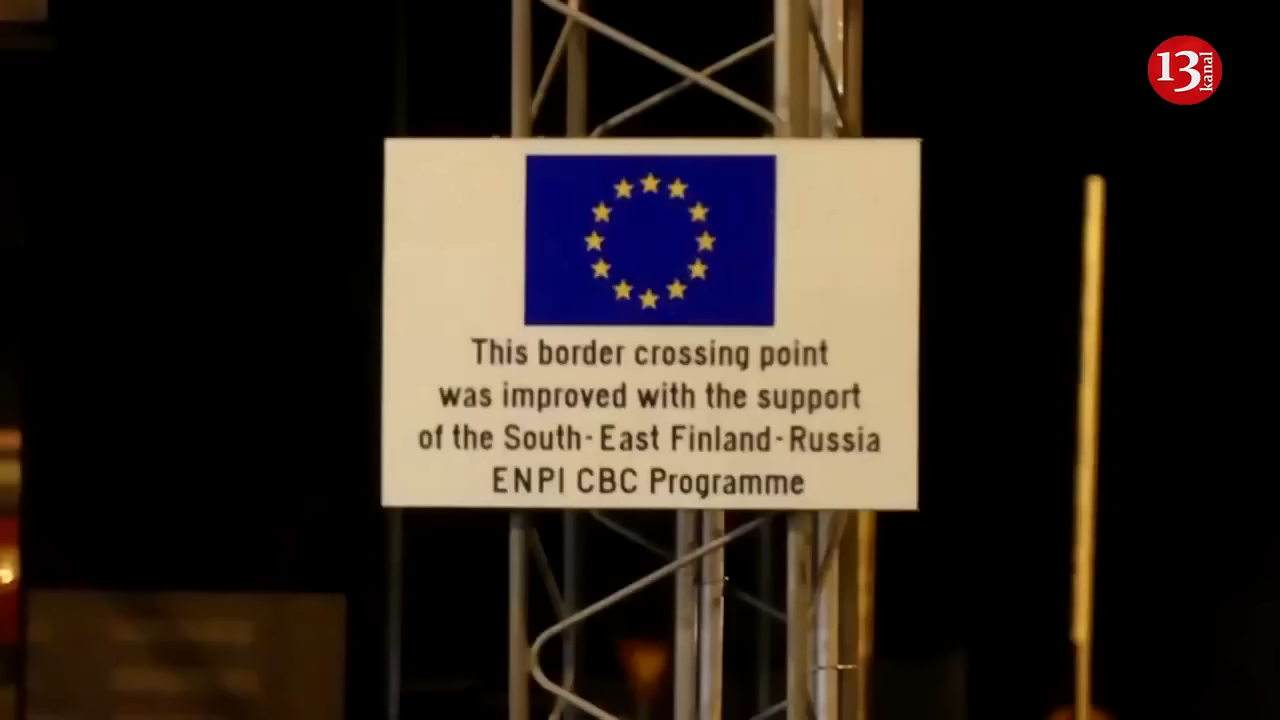 13 kanal
This border crossing point
was improved with the support
of the South-East Finland-Russia
ENPI CBC Programme